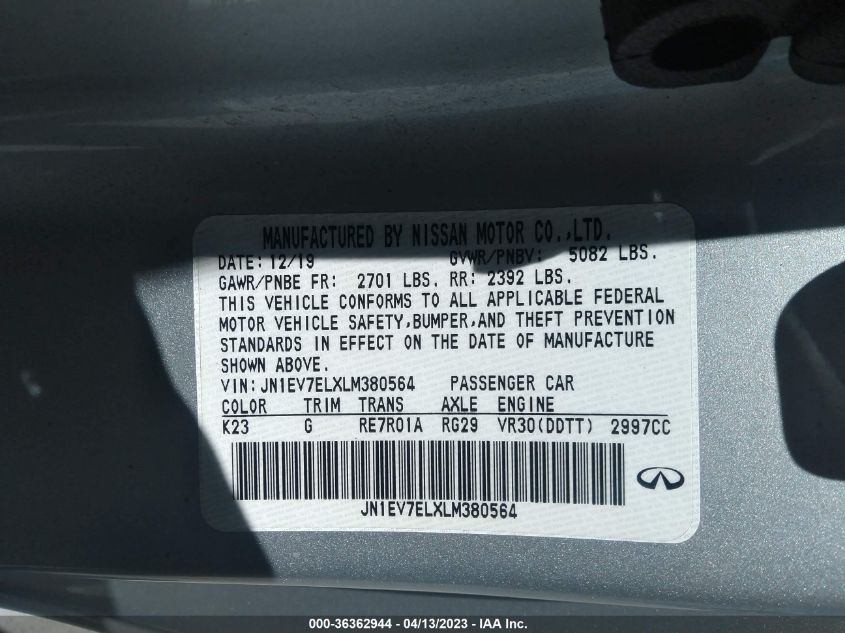 MANUFACTURED BY NISSAN MOTOR CO.,LTD.
DATE: 12/19 GVWR/PNBV: 5082 LBS.
GAWR/PNBE FR: 2701 LBS. RR: 2392 LBS.
THIS VEHICLE CONFORMS TO ALL APPLICABLE FEDERAL
MOTOR VEHICLE SAFETY,BUMPER,AND THEFT PREVENTION
STANDARDS IN EFFECT ON THE DATE OF MANUFACTURE
SHOWN ABOVE.
VIN:JN1EV7ELXLM380564 PASSENGER CAR
COLOR TRIM TRANS AXLE ENGINE
K23 G RE7R01A RG29 VR30(DDTT) 2997CC
JN1EV7ELXLM380564
000-36362944 - 04/13/2023 - IAA Inc.